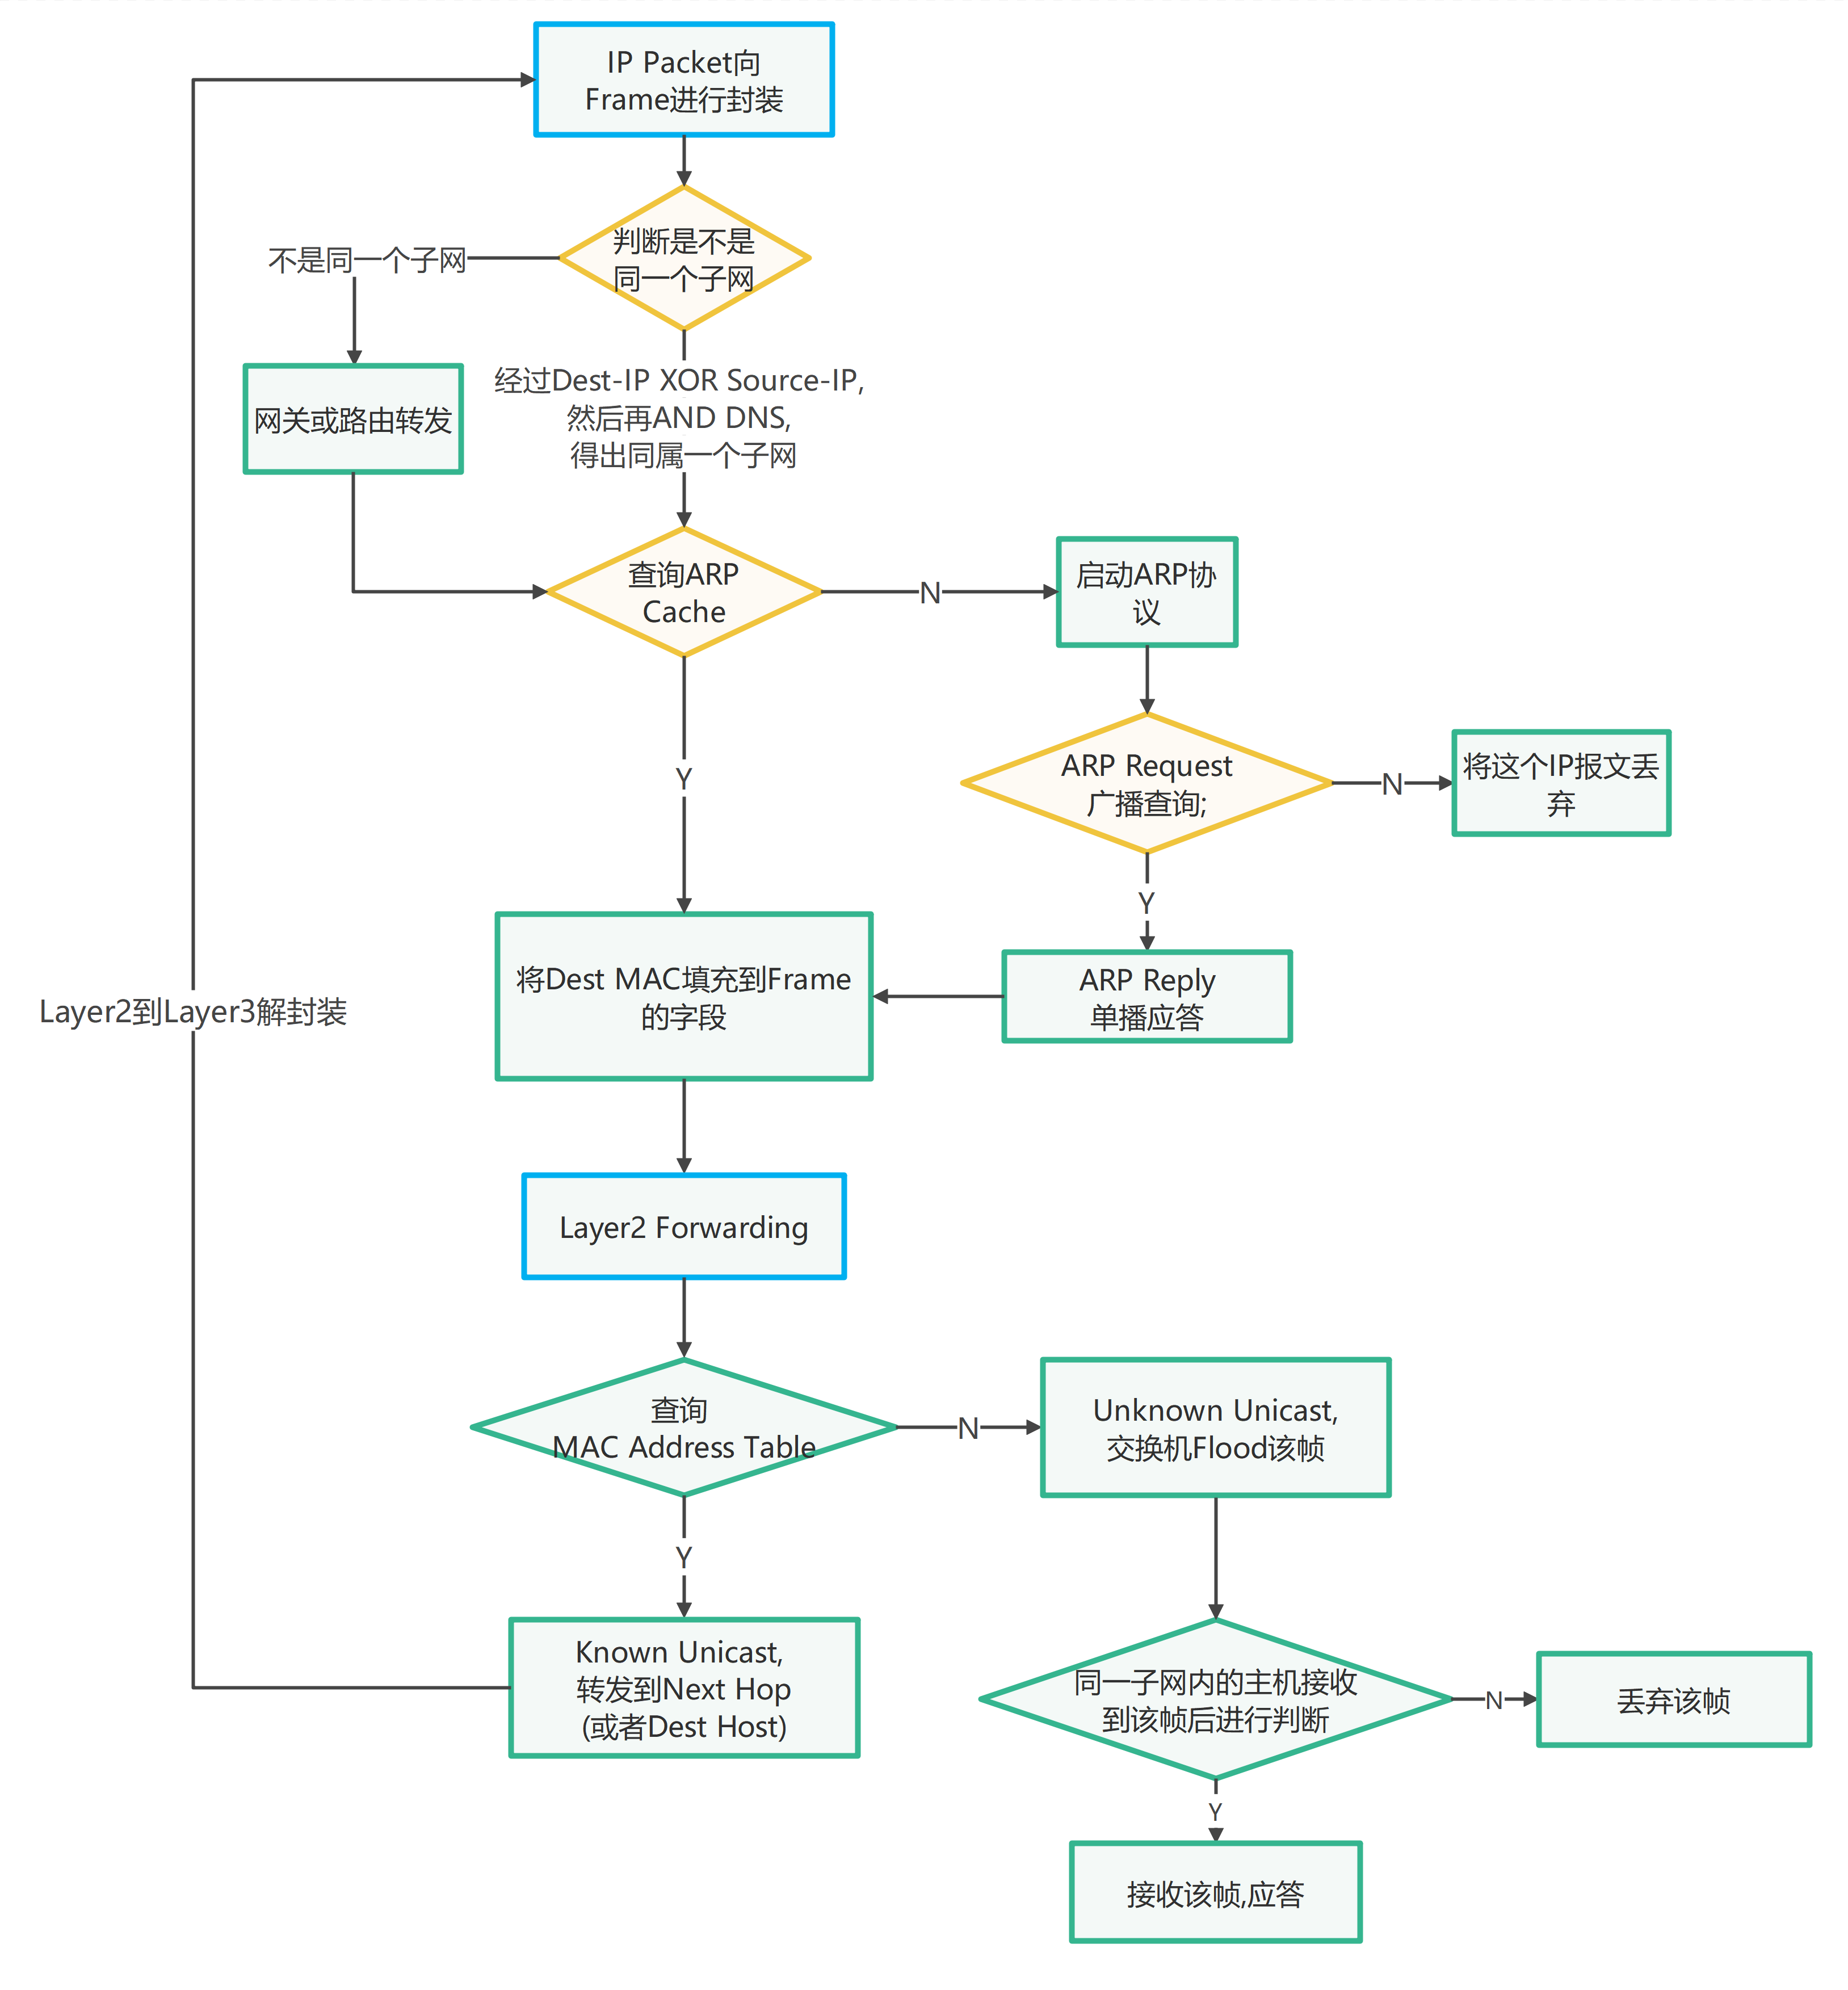 IP Packet向
Frame进行封装
判断是不是
同一个子网
不是同一个子网
网关或路由转发
经过Dest-IP XOR Source-IP,
然后再AND DNS,
得出同属一个子网
查询ARP
Cache
N
启动ARP协
议
Y
ARP Request
广播查询;
N
将这个IP报文丢
弃
Y
ARP Reply
单播应答
将Dest MAC填充到Frame
的字段
Layer2到Layer3解封装
Layer2 Forwarding
查询
MAC Address Table
N
Unknown Unicast,
交换机Flood该帧
Y
Known Unicast,
转发到Next Hop
(或者Dest Host)
同一子网内的主机接收
到该帧后进行判断
N
丢弃该帧
Y
接收该帧,应答